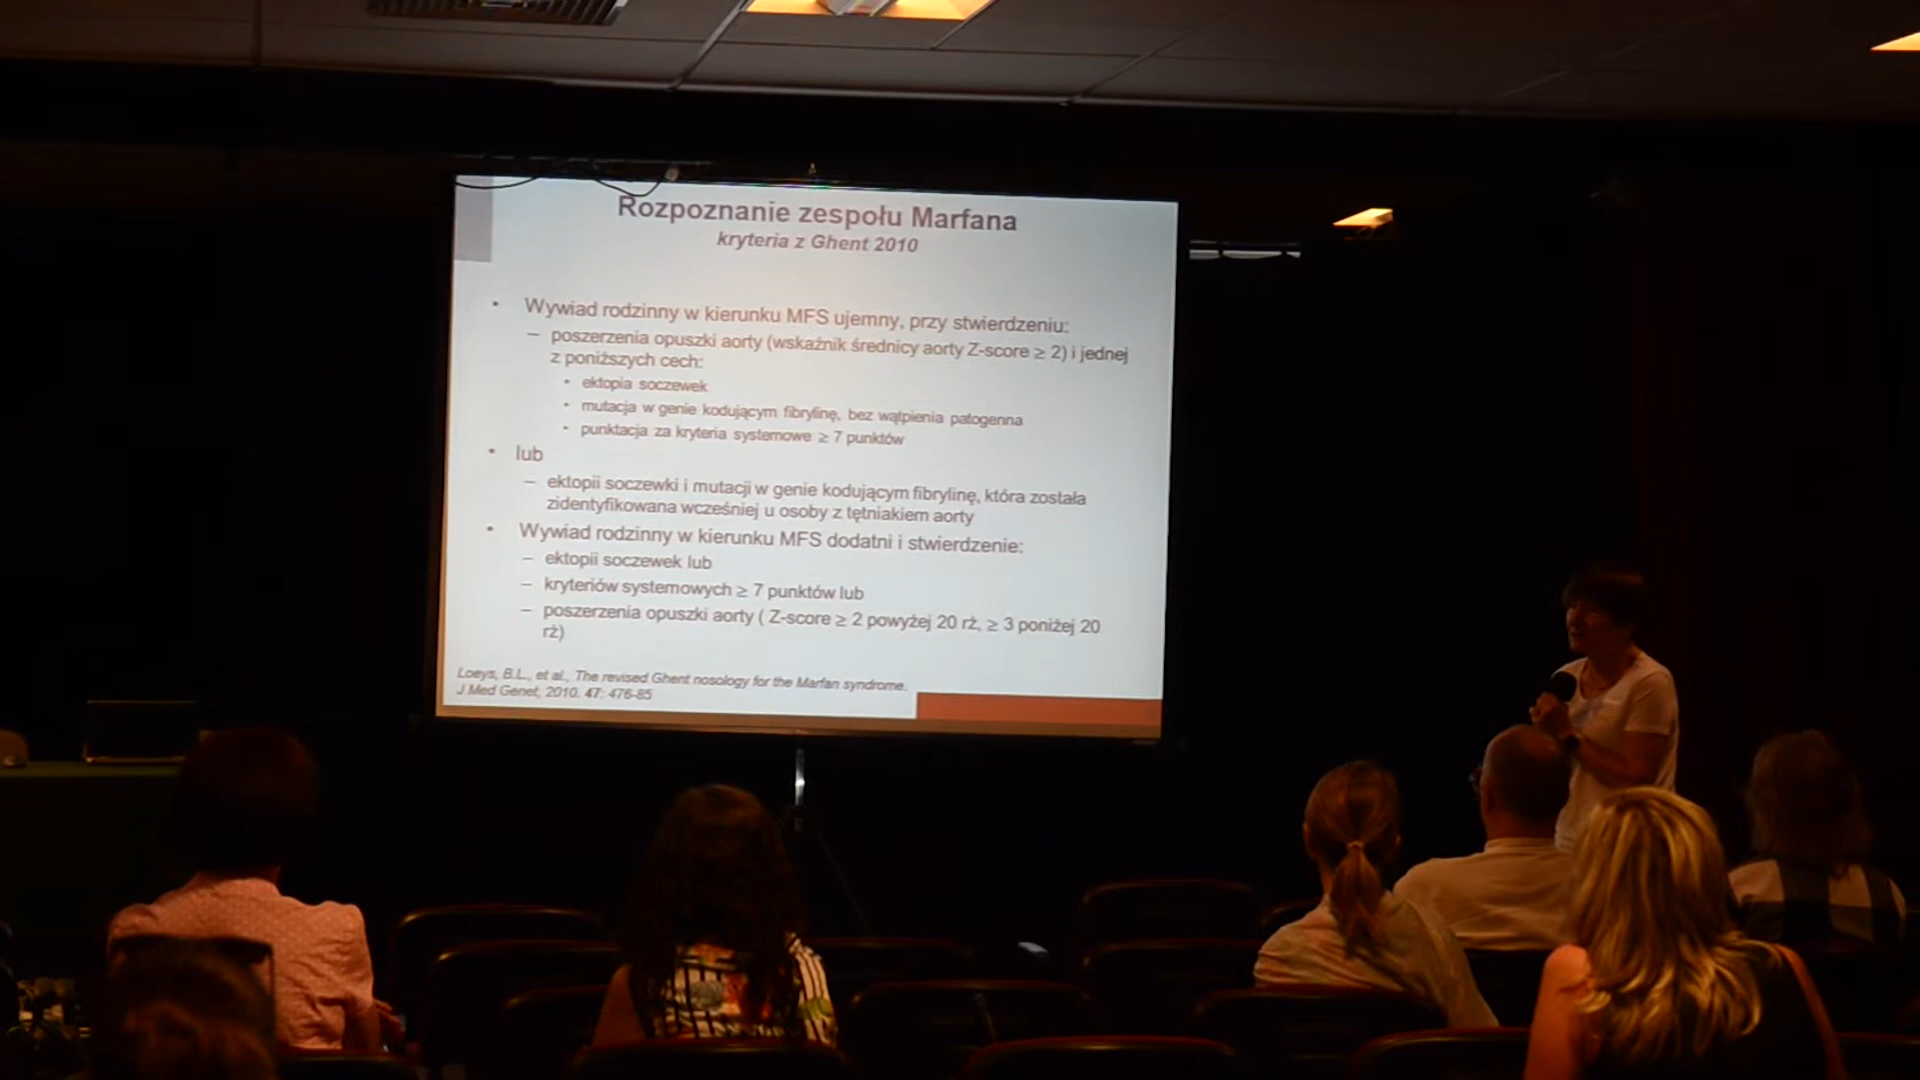 Rozpoznanie zespołu Marfana
kryteria z Ghent 2010
• Wywiad rodzinny w kierunku MFS ujemny, przy stwierdzeniu:
– poszerzenia opuszki aorty (wskaźnik średnicy aorty Z-score ≥ 2) i jednej
z poniższych cech:
• ektopia soczewek
• mutacja w genie kodującym fibrylinę, bez wątpienia patogenna
• punktacja za kryteria systemowe ≥ 7 punktów
• lub
– ektopii soczewki i mutacji w genie kodującym fibrylinę, która została
zidentyfikowana wcześniej u osoby z tętniakiem aorty
• Wywiad rodzinny w kierunku MFS dodatni i stwierdzenie:
– ektopii soczewek lub
– kryteriów systemowych ≥ 7 punktów lub
– poszerzenia opuszki aorty ( Z-score ≥ 2 powyżej 20 rż, ≥ 3 poniżej 20
rż)
Loeys, B.L., et al., The revised Ghent nosology for the Marfan syndrome.
J Med Genet, 2010. 47: 476-85